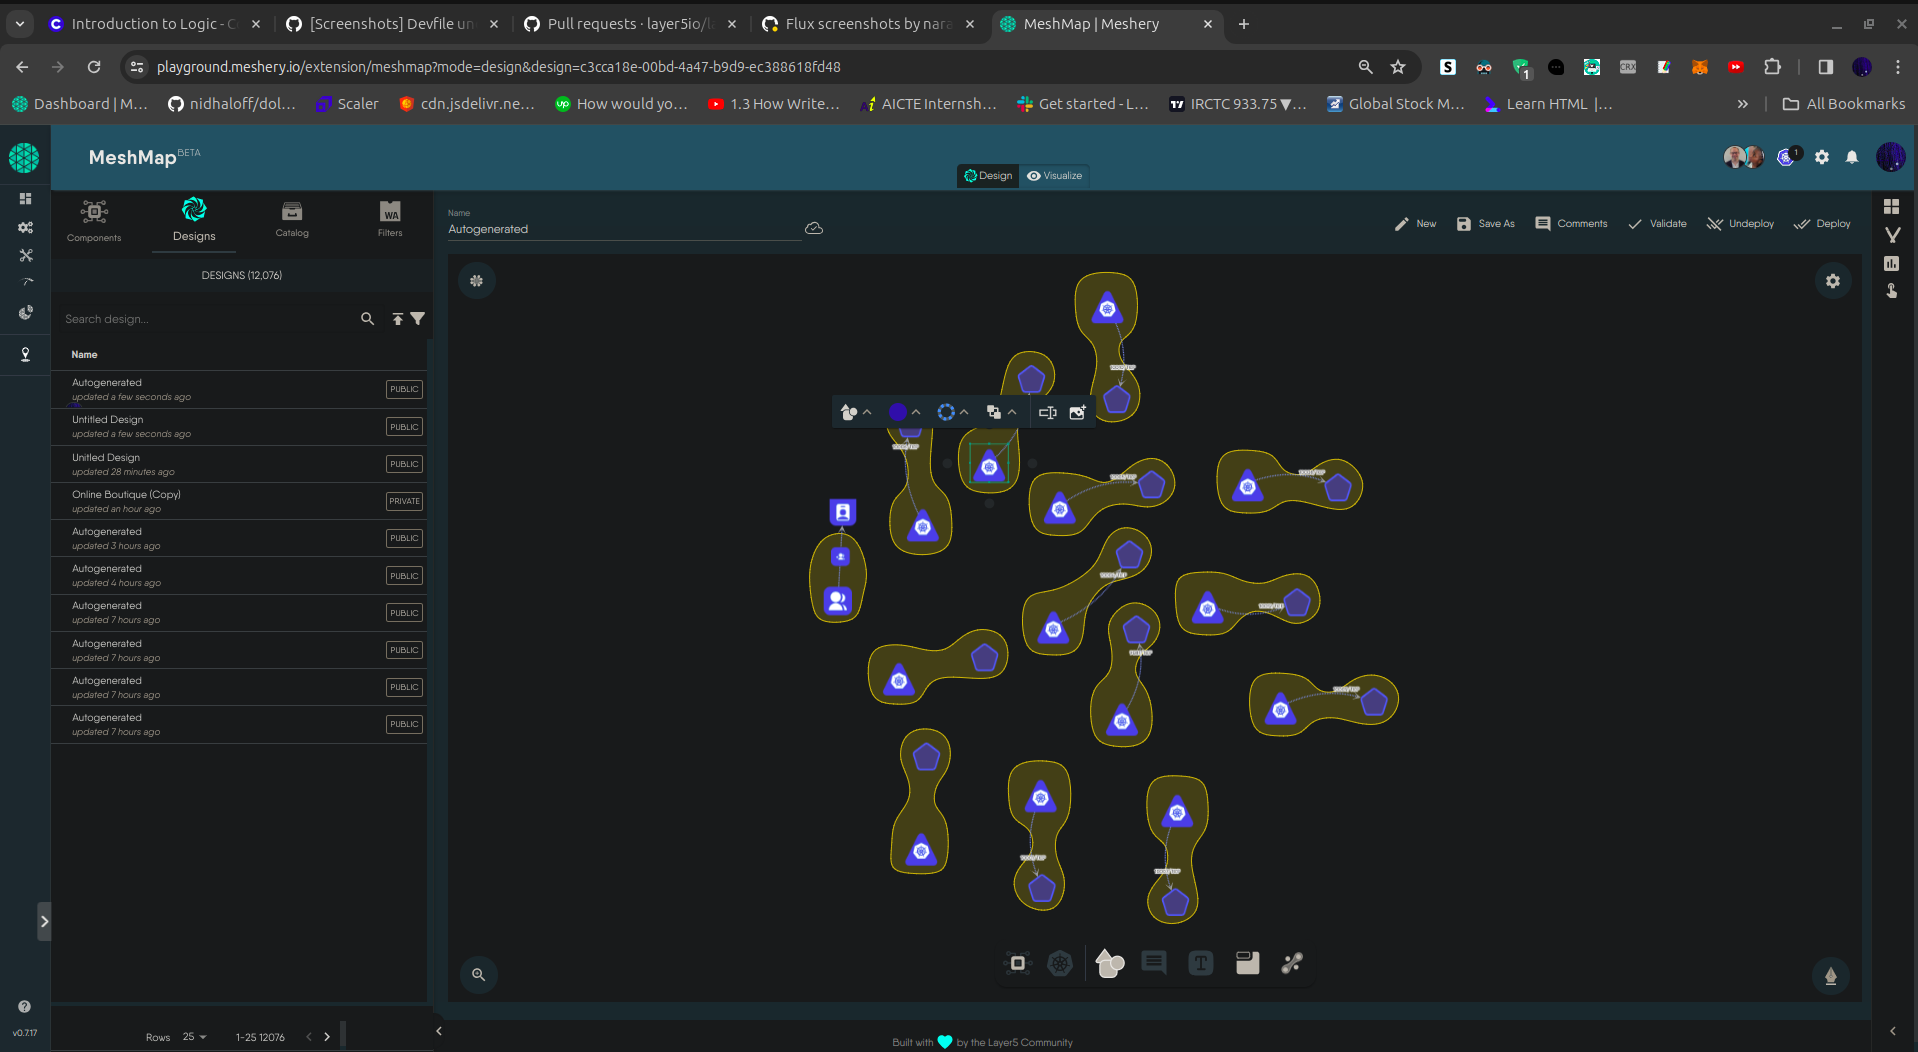 Introduction to Logic - C
[Screenshots] Devfile un
Pull requests · layer5io/la
Flux screenshots by nara
MeshMap | Meshery
playground.meshery.io/extension/meshmap?mode=design&design=c3cca18e-00bd-4a47-b9d9-ec388618fd48
S
1
CRX
Dashboard | M...
nidhaloff/dol...
Scaler
cdn.jsdelivr.ne...
How would yo...
1.3 How Write...
AICTE Internsh...
Get started - L...
IRCTC 933.75 ▼...
Global Stock M...
Learn HTML |...
All Bookmarks
MeshMap BETA
1
Design
Visualize
Components
Designs
Catalog
WA
Filters
Name
Autogenerated
New
Save As
Comments
Validate
Undeploy
Deploy
DESIGNS (12,076)
Search design...
Name
Autogenerated
updated a few seconds ago
PUBLIC
Untitled Design
updated a few seconds ago
PUBLIC
Unitled Design
updated 28 minutes ago
PUBLIC
Online Boutique (Copy)
updated an hour ago
PRIVATE
Autogenerated
updated 3 hours ago
PUBLIC
Autogenerated
updated 4 hours ago
PUBLIC
Autogenerated
updated 7 hours ago
PUBLIC
Autogenerated
updated 7 hours ago
PUBLIC
Autogenerated
updated 7 hours ago
PUBLIC
Autogenerated
updated 7 hours ago
PUBLIC
T
v0.7.17
Rows 25
1-25 12076
Built with
by the Layer5 Community